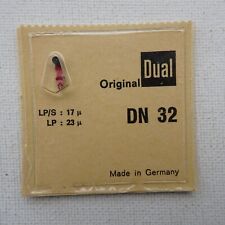 Original Dual
LP/S : 17 µ
LP : 23 µ
DN 32
Made in Germany